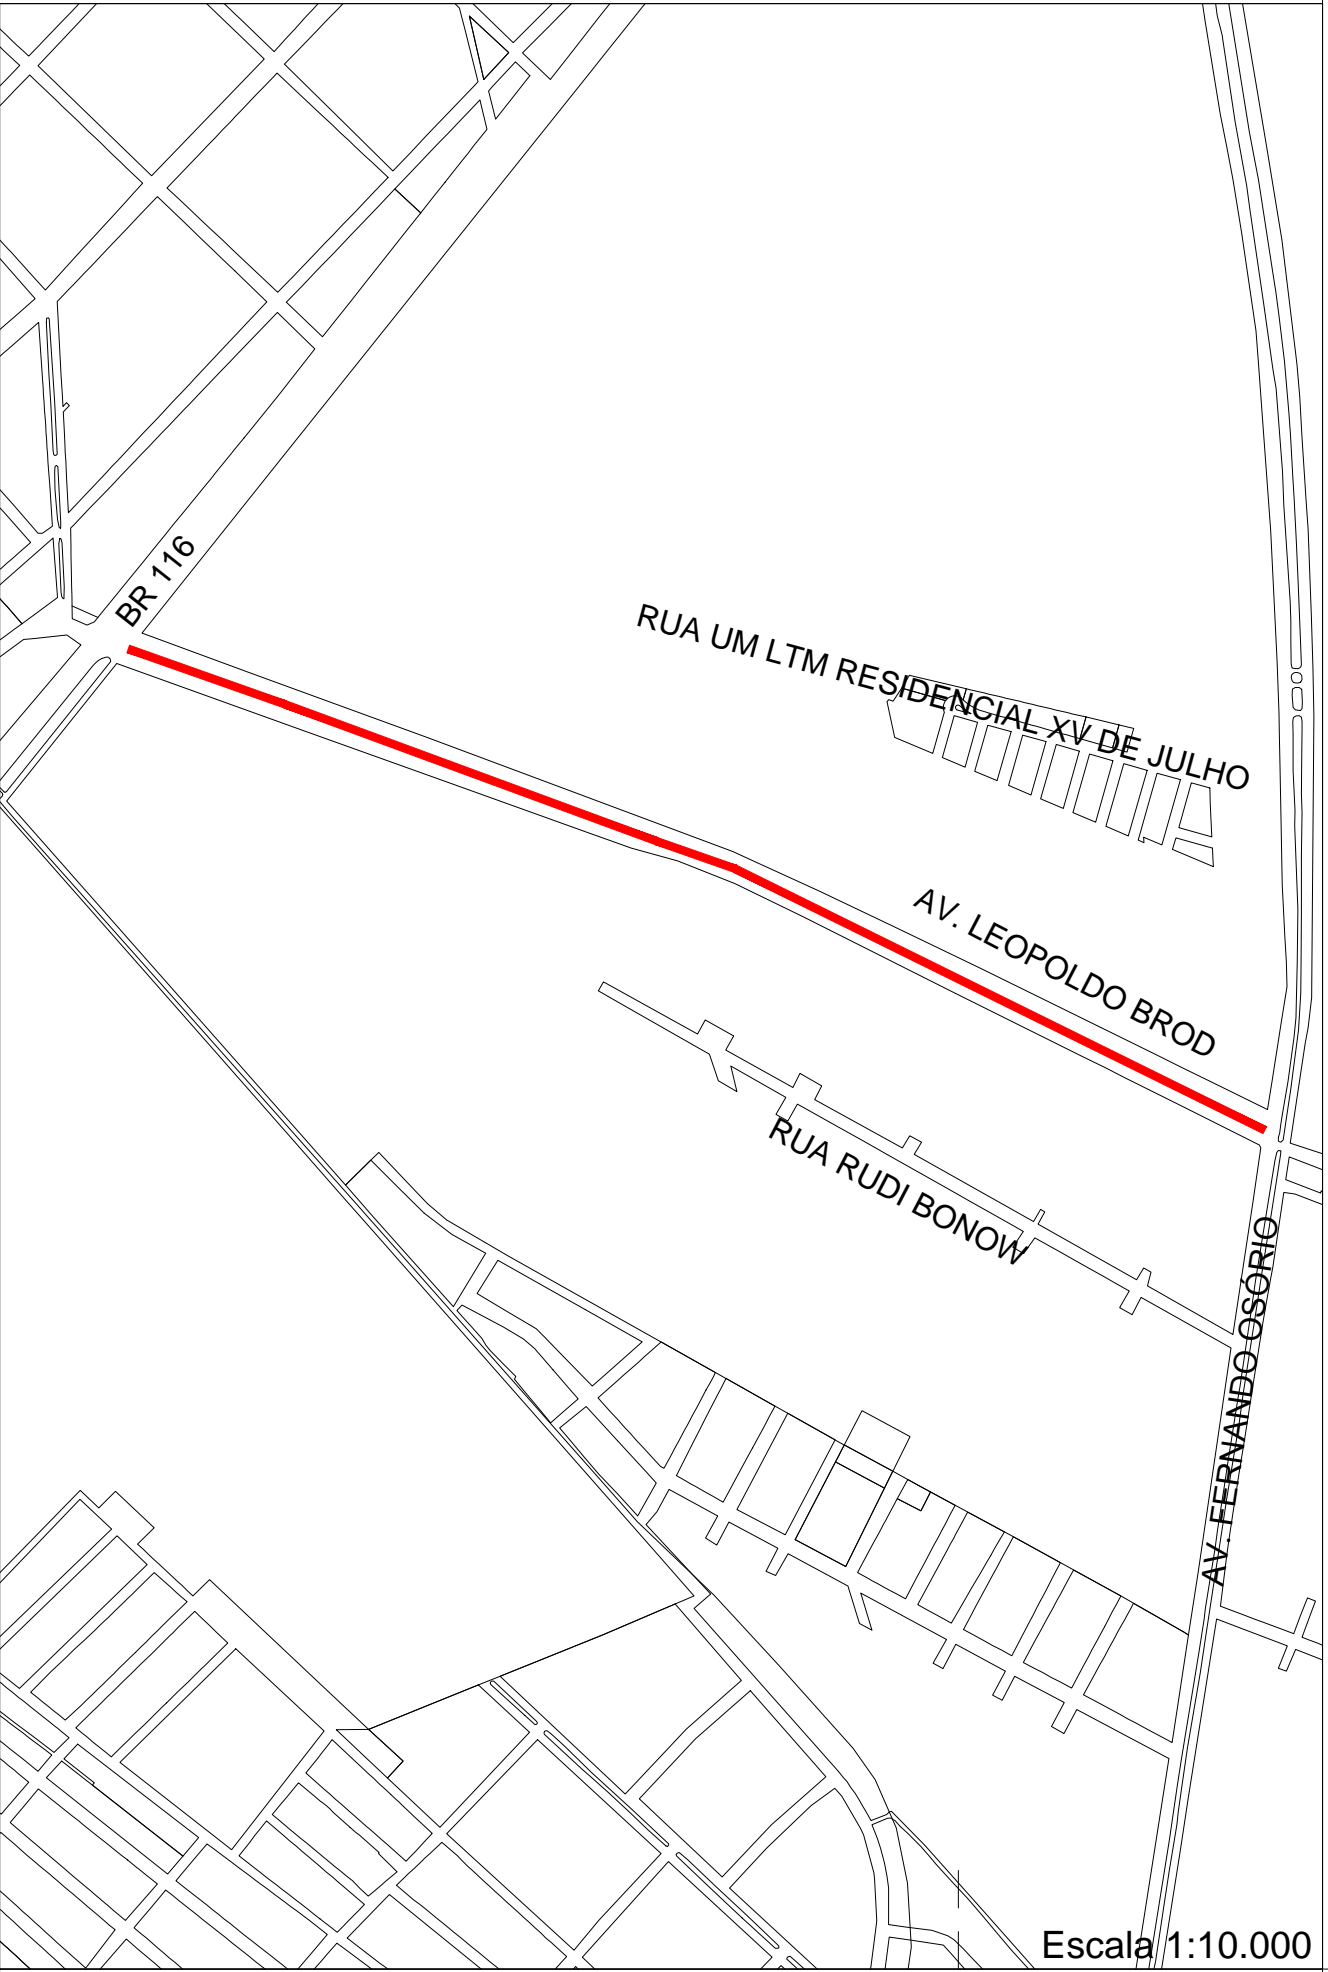 BR 116
RUA UM LTM RESIDENCIAL XV DE JULHO
AV. LEOPOLDO BROD
RUA RUDI BONOW
AV. FERNANDO OSÓRIO
Escala 1:10.000